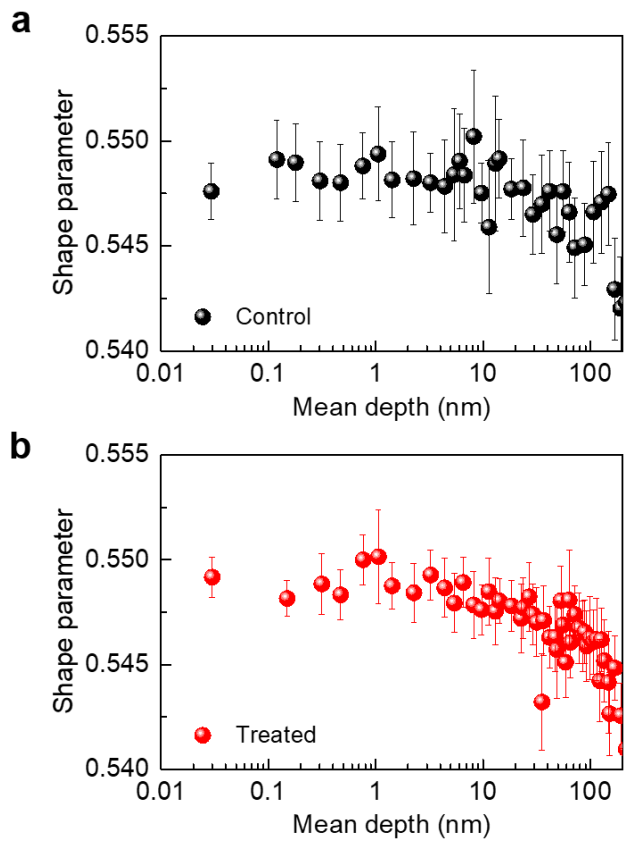 a
0.555
0.550
0.545
0.540
Shape parameter
Control
0.01 0.1 1 10 100
Mean depth (nm)
b
0.555
0.550
0.545
0.540
Shape parameter
Treated
0.01 0.1 1 10 100
Mean depth (nm)